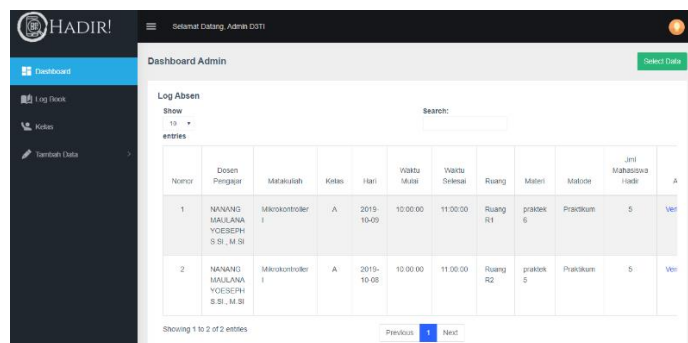 HADIR!
Selamat Datang, Admin D3TI
Dashboard
Log Book
Kelas
Tambah Data
Dashboard Admin
Select Data
Log Absen
Show
10
entries
Search:
Nomor
Dosen
Pengajar
Matakuliah
Kelas
Hari
Waktu
Mulai
Waktu
Selesai
Ruang
Materi
Matode
Jml
Mahasiswa
Hadir
A
1
NANANG
MAULANA
YOESEPH
S.SI., M.SI
Mikrokontroller
I
A
2019-
10-09
10:00:00
11:00:00
Ruang
R1
praktek
6
Praktikum
5
Ver
2
NANANG
MAULANA
YOESEPH
S.SI., M.SI
Mikrokontroller
I
A
2019-
10-08
10:00:00
11:00:00
Ruang
R2
praktek
5
Praktikum
5
Ver
Showing 1 to 2 of 2 entries
Previous 1 Next